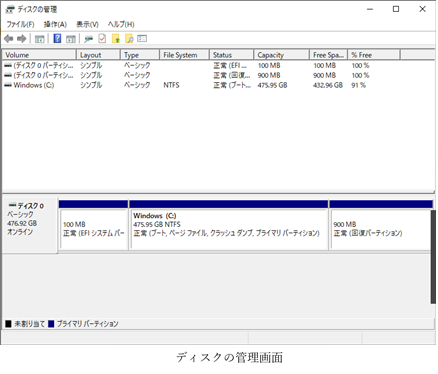 ディスクの管理
ファイル(F) 操作(A) 表示(V) ヘルプ(H)
Volume Layout Type File System Status Capacity Free Spa... % Free
(ディスク 0 パーティシ... シンプル ベーシック 正常 (EFI ... 100 MB 100 MB 100 %
(ディスク 0 パーティシ... シンプル ベーシック 正常 (回復... 900 MB 900 MB 100 %
Windows (C:) シンプル ベーシック NTFS 正常 (ブート... 475.95 GB 432.96 GB 91 %
ディスク 0
ベーシック
476.92 GB
オンライン
100 MB
正常 (EFI システム パー
Windows (C:)
475.95 GB NTFS
正常 (ブート, ページ ファイル, クラッシュ ダンプ, プライマリ パーティション)
900 MB
正常 (回復パーティション)
未割り当て プライマリ パーティション
ディスクの管理画面